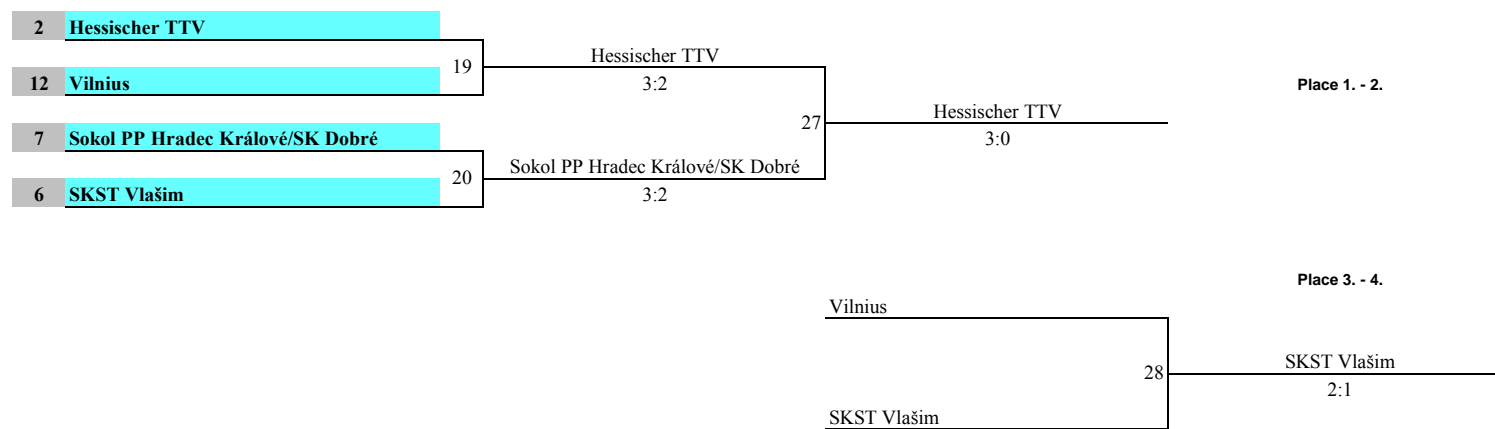 2 Hessischer TTV
19 Hessischer TTV
12 Vilnius 3:2 Place 1. - 2.
27 Hessischer TTV
7 Sokol PP Hradec Králové/SK Dobré 3:0
20 Sokol PP Hradec Králové/SK Dobré
6 SKST Vlašim 3:2
Place 3. - 4.
Vilnius
28 SKST Vlašim
2:1
SKST Vlašim